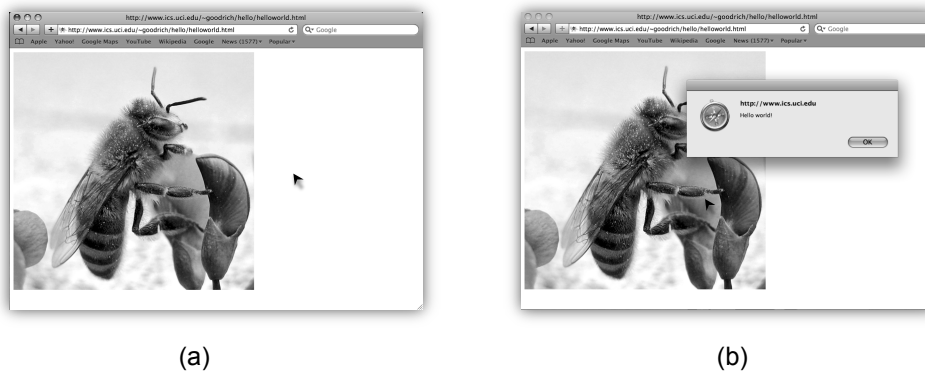 http://www.ics.uci.edu/~goodrich/hello/helloworld.html
http://www.ics.uci.edu/~goodrich/hello/helloworld.html
Google
Apple Yahoo! Google Maps YouTube Wikipedia Google News (1577) Popular
(a)
http://www.ics.uci.edu/~goodrich/hello/helloworld.html
http://www.ics.uci.edu/~goodrich/hello/helloworld.html
Google
Apple Yahoo! Google Maps YouTube Wikipedia Google News (1577) Popular
http://www.ics.uci.edu
Hello world!
OK
(b)